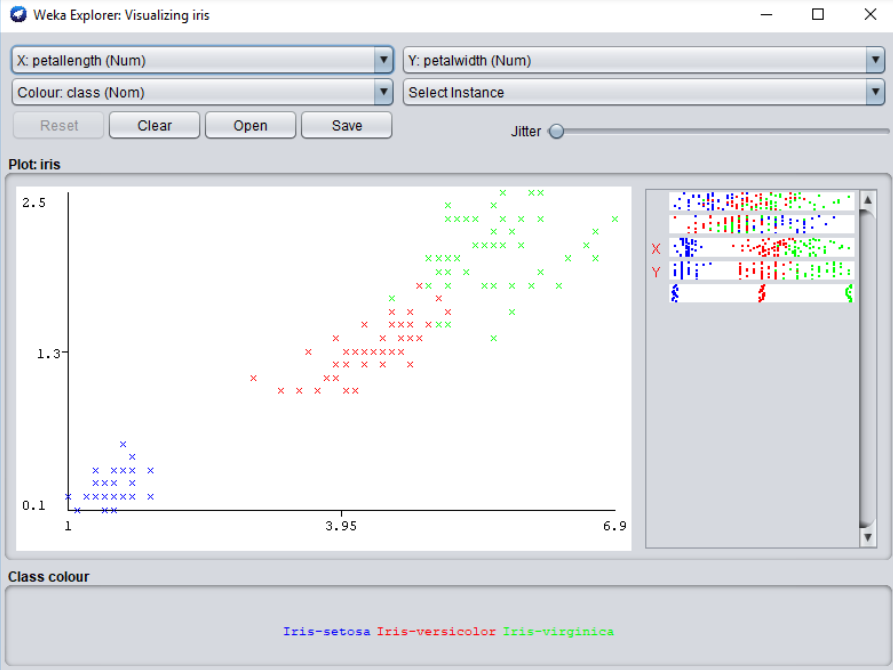 Weka Explorer: Visualizing iris
X: petallength (Num) Y: petalwidth (Num)
Colour: class (Nom) Select Instance
Reset Clear Open Save Jitter
Plot: iris
2.5
X
Y
1.3
0.1
1 3.95 6.9
Class colour
Iris-setosa Iris-versicolor Iris-virginica